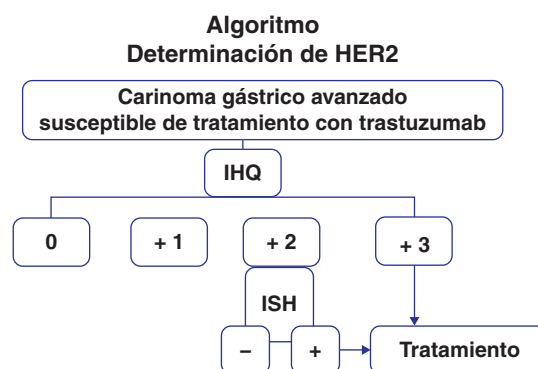 Algoritmo
Determinación de HER2
Carinoma gástrico avanzado
susceptible de tratamiento con trastuzumab
IHQ
0
+ 1
+ 2
+ 3
ISH
–
+
Tratamiento